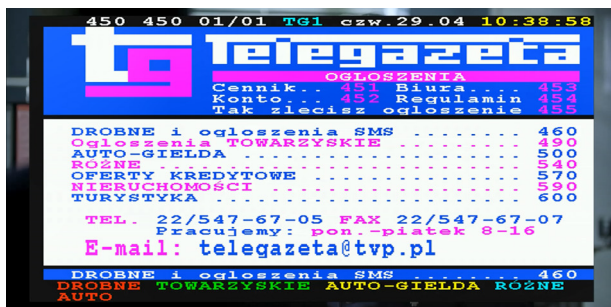 450 450 01/01 TG1 czw.29.04 10:38:58
tg Telegazeta
OGLOSZENIA
Cennik.. 451 Biura.... 453
Konto... 452 Regulamin 454
Tak zlecisz ogloszenie 455
DROBNE i ogloszenia SMS ........ 460
Ogloszenia TOWARZYSKIE ......... 490
AUTO-GIELDA .................... 500
RÓŻNE .......................... 540
OFERTY KREDYTOWE ............... 570
NIERUCHOMOŚCI .................. 590
TURYSTYKA ...................... 600
TEL. 22/547-67-05 FAX 22/547-67-07
Pracujemy: pon.-piatek 8-16
E-mail: telegazeta@tvp.pl
DROBNE i ogloszenia SMS ........ 460
DROBNE TOWARZYSKIE AUTO-GIELDA RÓŻNE
AUTO